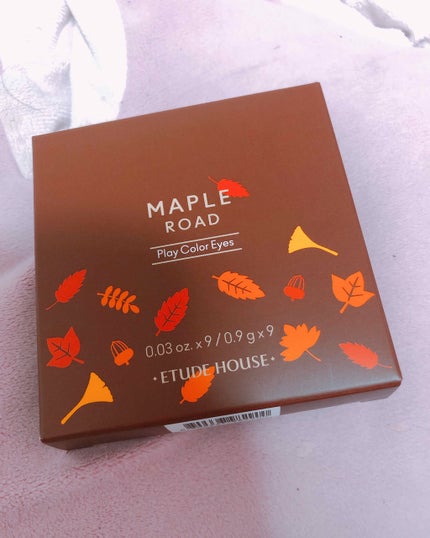 MAPLE
ROAD
Play Color Eyes
0.03 oz. x 9 / 0.9 g x 9
• ETUDE HOUSE •